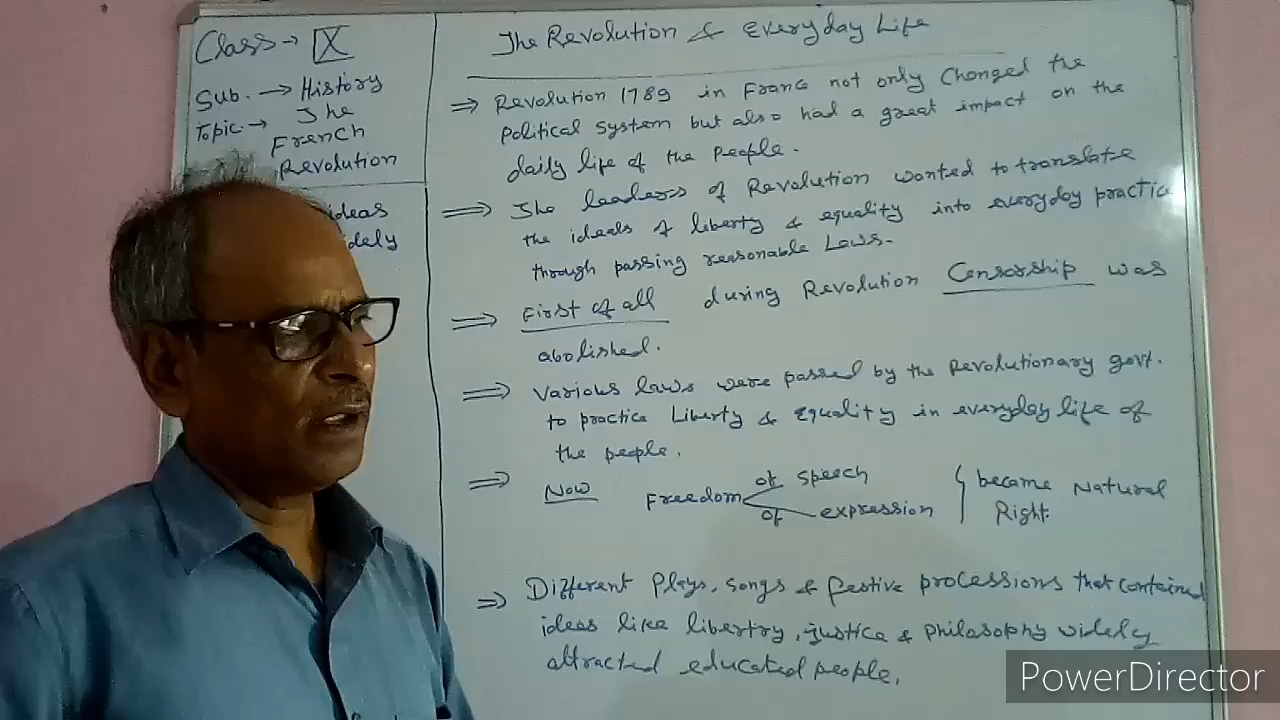 Class → X
Sub. → History
Topic → The
French
Revolution
ideas
idely
The Revolution & Everyday Life
⇒ Revolution 1789 in France not only Changed the
Political System but also had a great impact on the
daily life of the People.
⇒ The leaders of Revolution wanted to translate
the ideals of liberty & equality into everyday practice
through passing reasonable Laws.
⇒ First of all during Revolution Censorship was
abolished.
⇒ Various laws were passed by the Revolutionary govt.
to practice Liberty & Equality in everyday life of
the people.
⇒ Now Freedom of speech
of expression
{ became Natural
Right.
⇒ Different Plays, songs & festive processions that contained
ideas like libertry, justice & Philosophy widely
attracted educated people.
PowerDirector